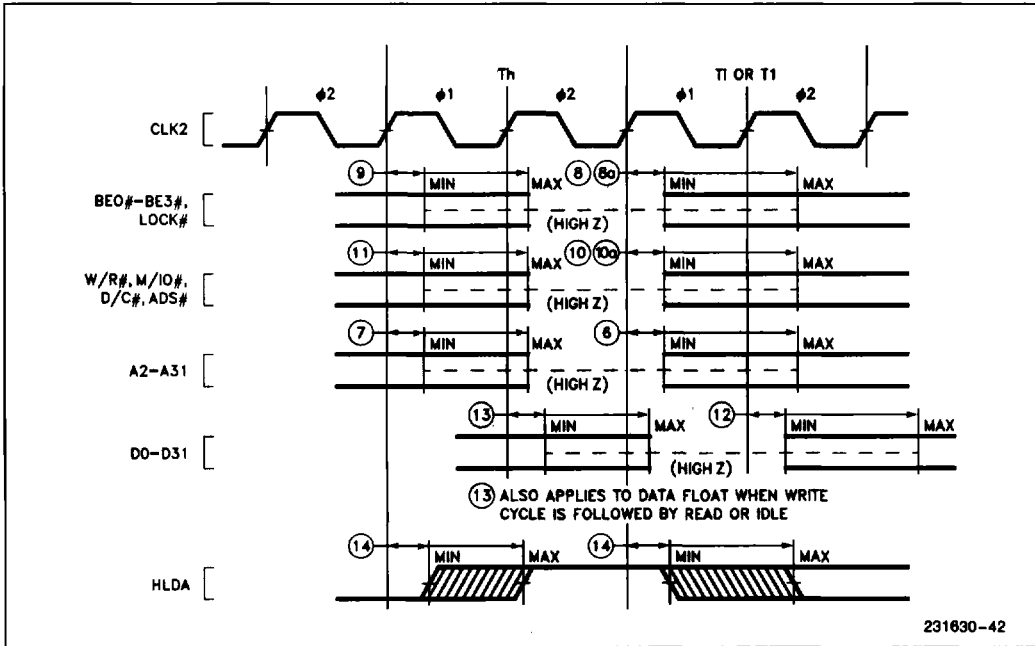 Th TI OR T1
ϕ2 ϕ1 ϕ2 ϕ1 ϕ2
CLK2
9 MIN MAX 8 8a MIN MAX
BE0#-BE3#,
LOCK#
(HIGH Z)
11 MIN MAX 10 10a MIN MAX
W/R#, M/IO#,
D/C#, ADS#
(HIGH Z)
7 MIN MAX 6 MIN MAX
A2-A31
(HIGH Z)
13 MIN MAX 12 MIN MAX
D0-D31
(HIGH Z)
13 ALSO APPLIES TO DATA FLOAT WHEN WRITE
CYCLE IS FOLLOWED BY READ OR IDLE
14 MIN MAX 14 MIN MAX
HLDA
231630-42